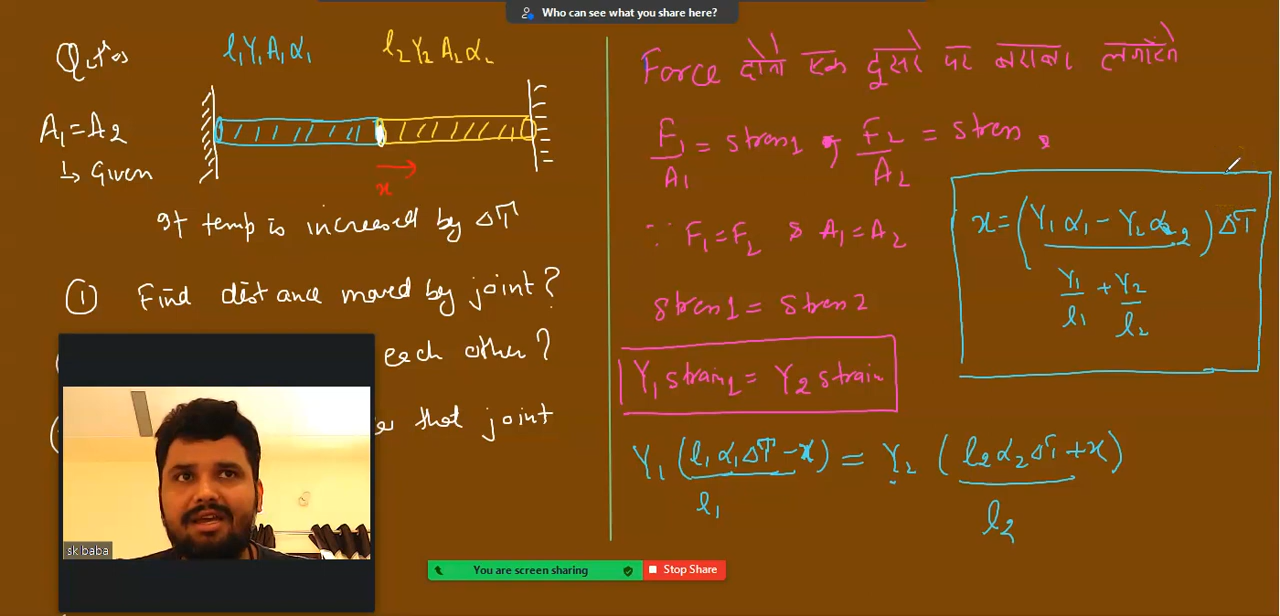 Who can see what you share here?
l₁Y₁A₁α₁ l₂Y₂A₂α₂
A₁=A₂
↳ Given
x
If temp is increased by ΔT
① Find distance moved by joint?
each other?
that joint
Force दोनो एक दुसरे पर बराबर लगाएंगे
F₁/A₁ = stress₁ , F₂/A₂ = stress₂
∵ F₁=F₂ & A₁=A₂
stress1 = stress2
Y₁ strain₁ = Y₂ strain
Y₁ (l₁α₁ΔT-x)/l₁ = Y₂ (l₂α₂ΔT+x)/l₂
x = (Y₁α₁ - Y₂α₂)ΔT
Y₁/l₁ + Y₂/l₂
sk baba
You are screen sharing Stop Share